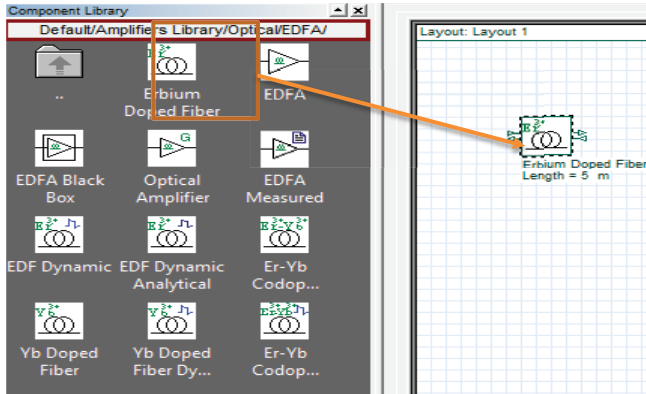 Component Library
Default/Amplifiers Library/Optical/EDFA/
..
Erbium
Doped Fiber
EDFA
EDFA Black
Box
Optical
Amplifier
EDFA
Measured
EDF Dynamic
EDF Dynamic
Analytical
Er-Yb
Codop...
Yb Doped
Fiber
Yb Doped
Fiber Dy...
Er-Yb
Codop...
Layout: Layout 1
Erbium Doped Fiber
Length = 5 m